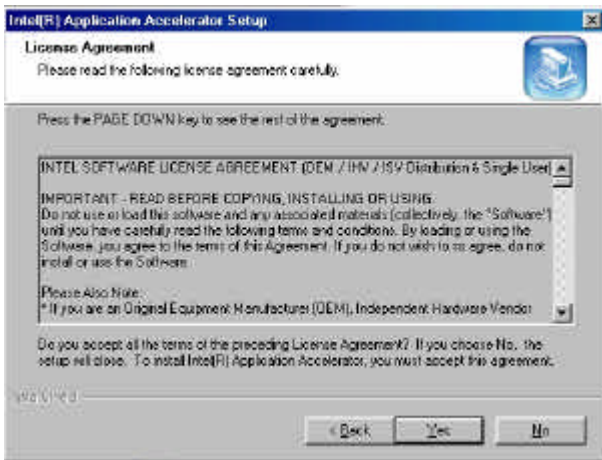 Intel(R) Application Accelerator Setup
License Agreement
Please read the following license agreement carefully.
Press the PAGE DOWN key to see the rest of the agreement.
INTEL SOFTWARE LICENSE AGREEMENT (OEM / IHV / ISV Distribution & Single User)
IMPORTANT - READ BEFORE COPYING, INSTALLING OR USING.
Do not use or load this software and any associated materials (collectively, the "Software")
until you have carefully read the following terms and conditions. By loading or using the
Software, you agree to the terms of this Agreement. If you do not wish to so agree, do not
install or use the Software.
Please Also Note:
* If you are an Original Equipment Manufacturer (OEM), Independent Hardware Vendor
Do you accept all the terms of the preceding License Agreement? If you choose No, the
setup will close. To install Intel(R) Application Accelerator, you must accept this agreement.
< Back
Yes
No